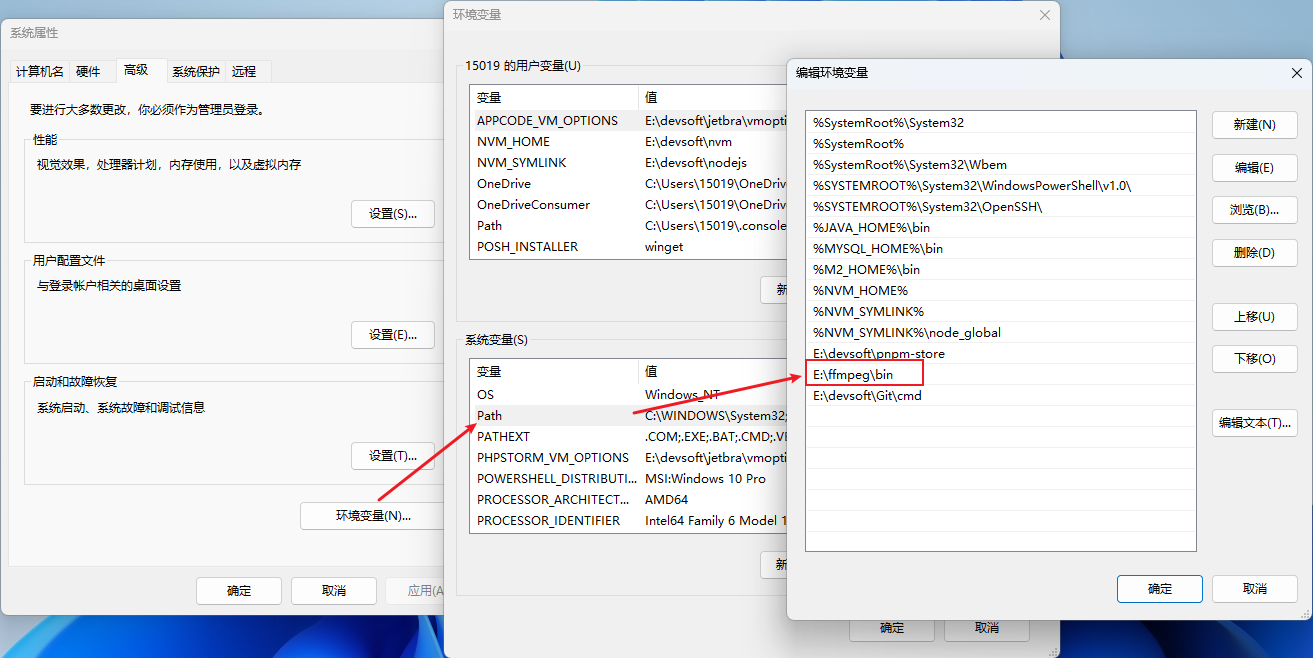 系统属性
计算机名 硬件 高级 系统保护 远程
要进行大多数更改，你必须作为管理员登录。
性能
视觉效果，处理器计划，内存使用，以及虚拟内存
设置(S)...
用户配置文件
与登录帐户相关的桌面设置
设置(E)...
启动和故障恢复
系统启动、系统故障和调试信息
设置(T)...
环境变量(N)...
确定 取消 应用(A
环境变量
15019 的用户变量(U)
变量 值
APPCODE_VM_OPTIONS E:\devsoft\jetbra\vmopti
NVM_HOME E:\devsoft\nvm
NVM_SYMLINK E:\devsoft\nodejs
OneDrive C:\Users\15019\OneDriv
OneDriveConsumer C:\Users\15019\OneDriv
Path C:\Users\15019\.console
POSH_INSTALLER winget
新
系统变量(S)
变量 值
OS Windows_NT
Path C:\WINDOWS\System32;
PATHEXT .COM;.EXE;.BAT;.CMD;.VB
PHPSTORM_VM_OPTIONS E:\devsoft\jetbra\vmopti
POWERSHELL_DISTRIBUTI... MSI:Windows 10 Pro
PROCESSOR_ARCHITECT... AMD64
PROCESSOR_IDENTIFIER Intel64 Family 6 Model 1
新
确定 取消
编辑环境变量
%SystemRoot%\System32
%SystemRoot%
%SystemRoot%\System32\Wbem
%SYSTEMROOT%\System32\WindowsPowerShell\v1.0\
%SYSTEMROOT%\System32\OpenSSH\
%JAVA_HOME%\bin
%MYSQL_HOME%\bin
%M2_HOME%\bin
%NVM_HOME%
%NVM_SYMLINK%
%NVM_SYMLINK%\node_global
E:\devsoft\pnpm-store
E:\ffmpeg\bin
E:\devsoft\Git\cmd
新建(N)
编辑(E)
浏览(B)...
删除(D)
上移(U)
下移(O)
编辑文本(T)...
确定 取消